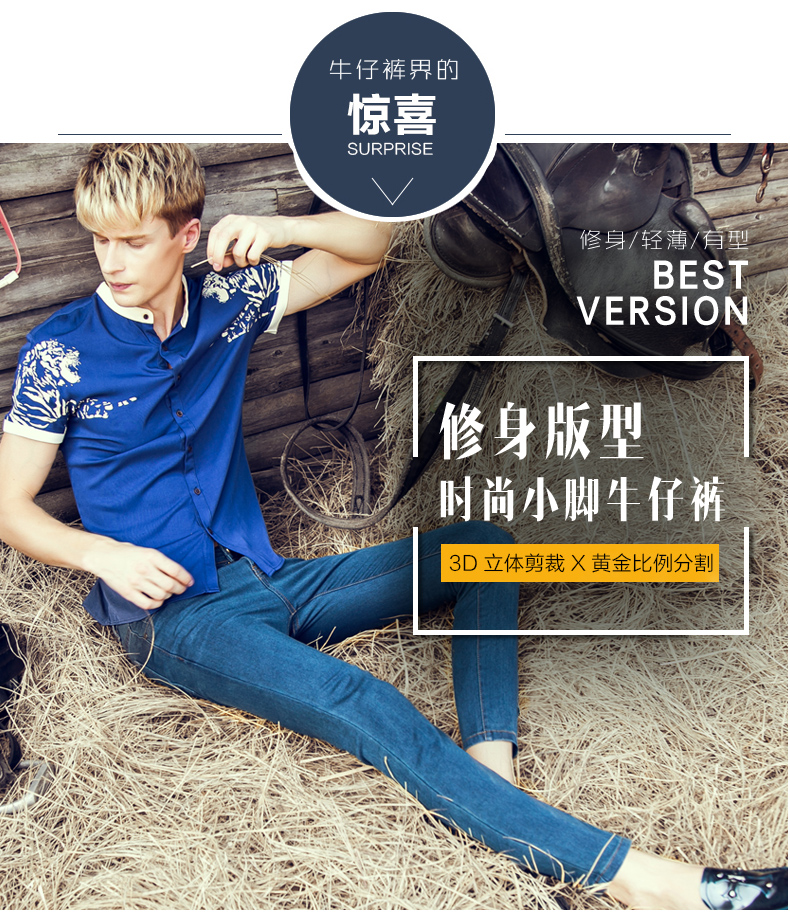 牛仔裤界的
惊喜
SURPRISE
修身/轻薄/有型
BEST
VERSION
修身版型
时尚小脚牛仔裤
3D 立体剪裁 X 黄金比例分割